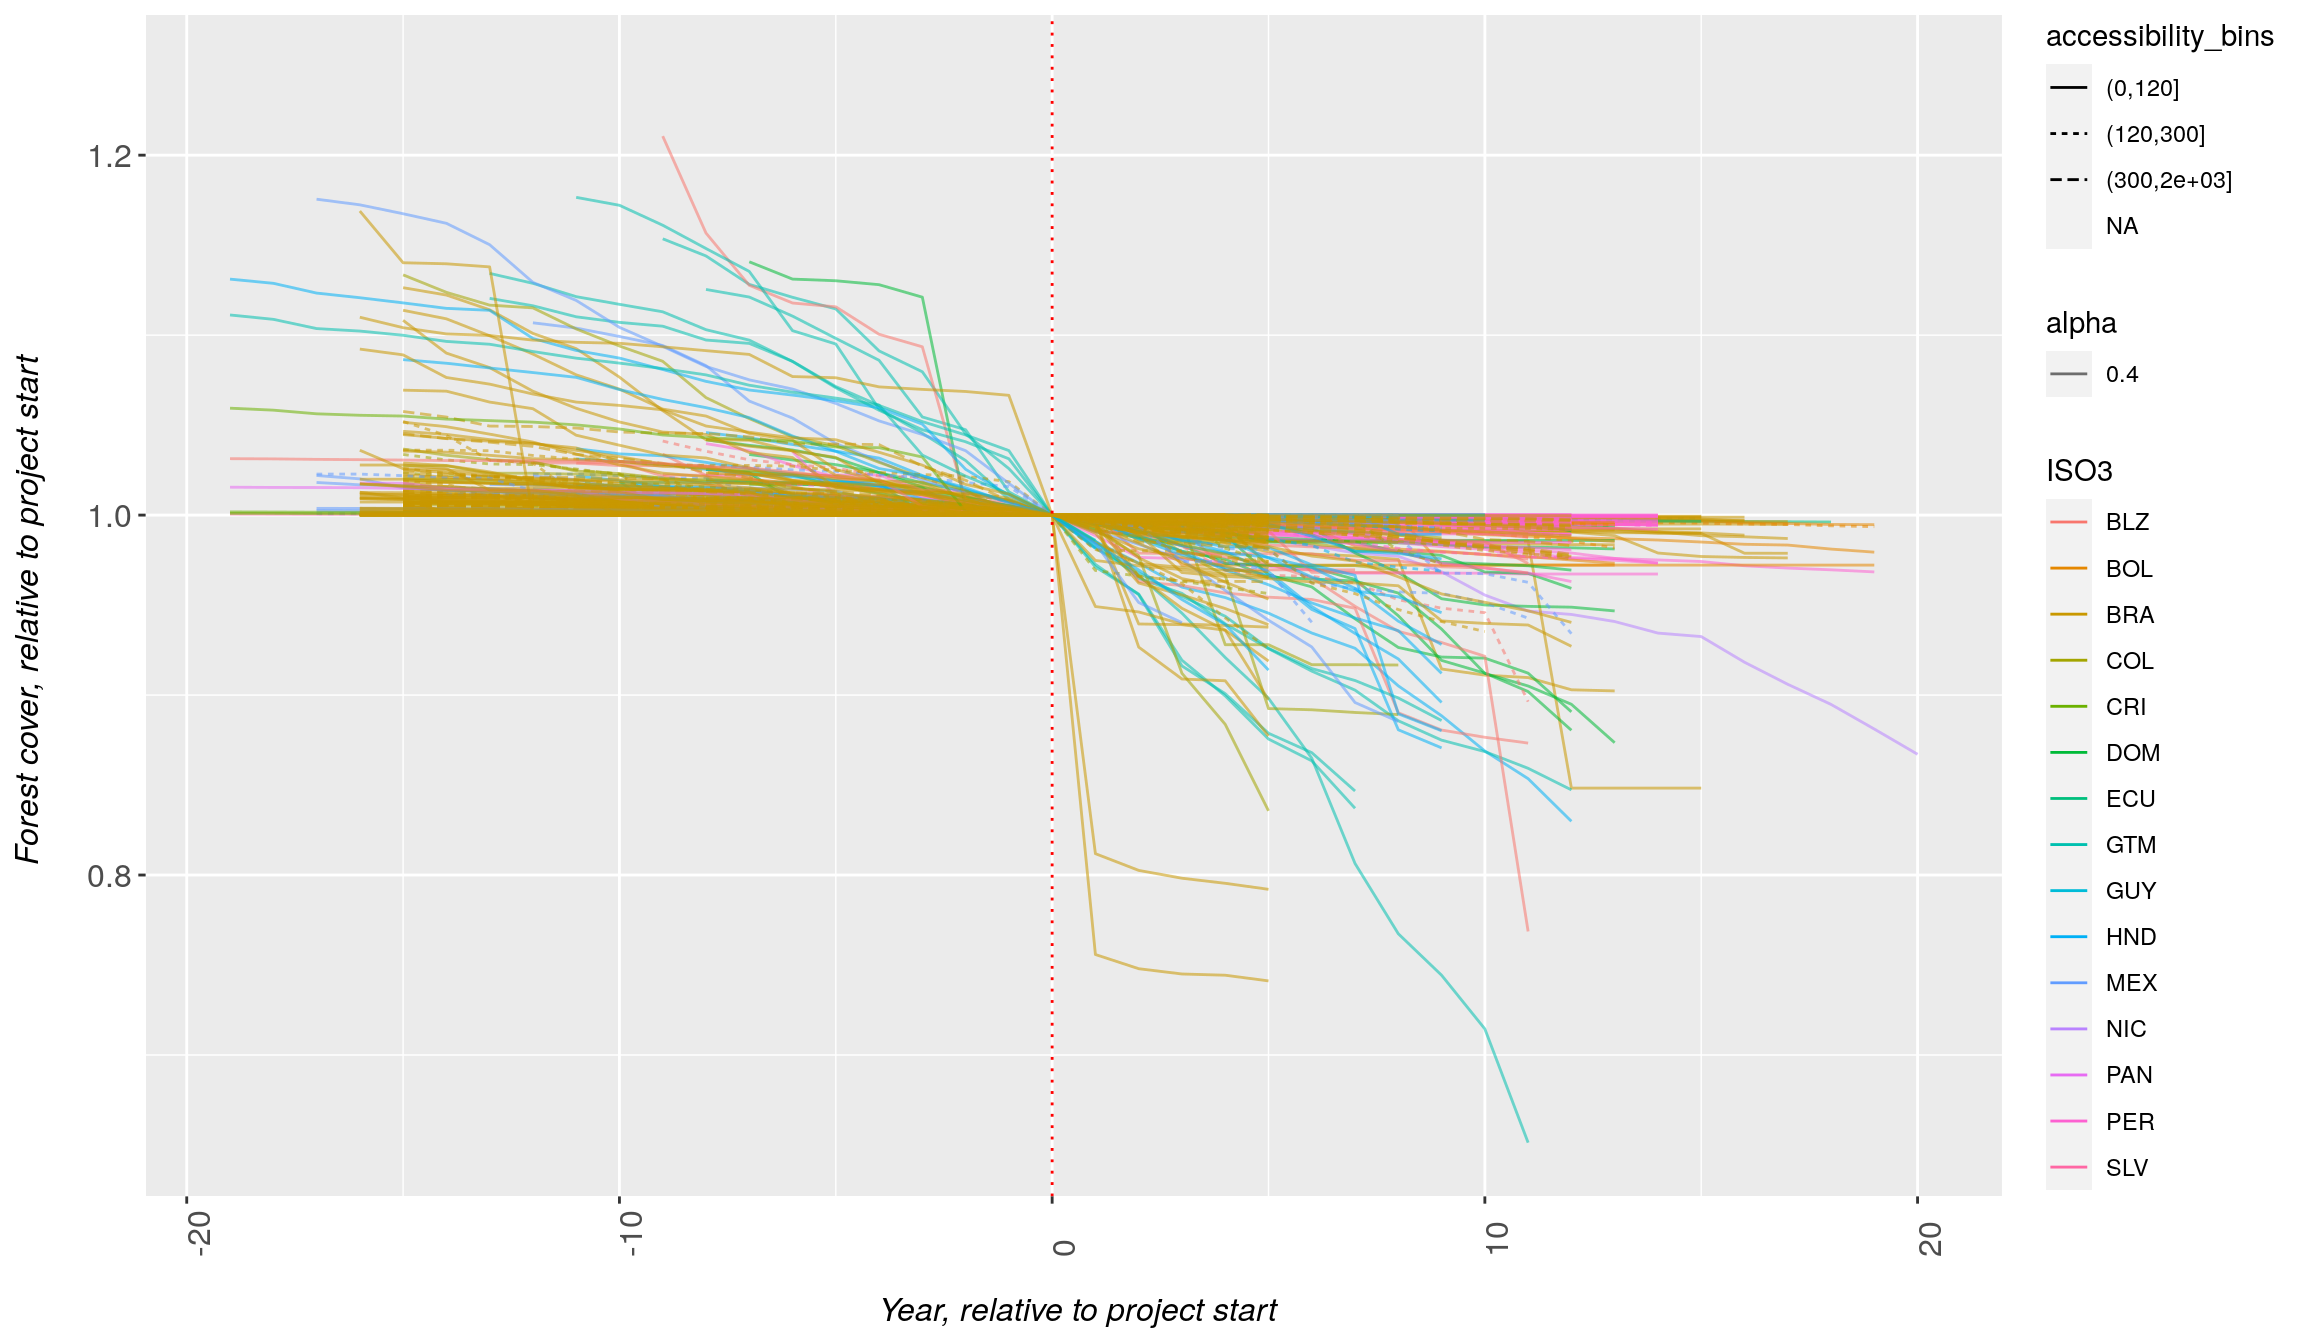 Forest cover, relative to project start
1.2
1.0
0.8
-20
-10
0
10
20
Year, relative to project start
accessibility_bins
(0,120]
(120,300]
(300,2e+03]
NA
alpha
0.4
ISO3
BLZ
BOL
BRA
COL
CRI
DOM
ECU
GTM
GUY
HND
MEX
NIC
PAN
PER
SLV